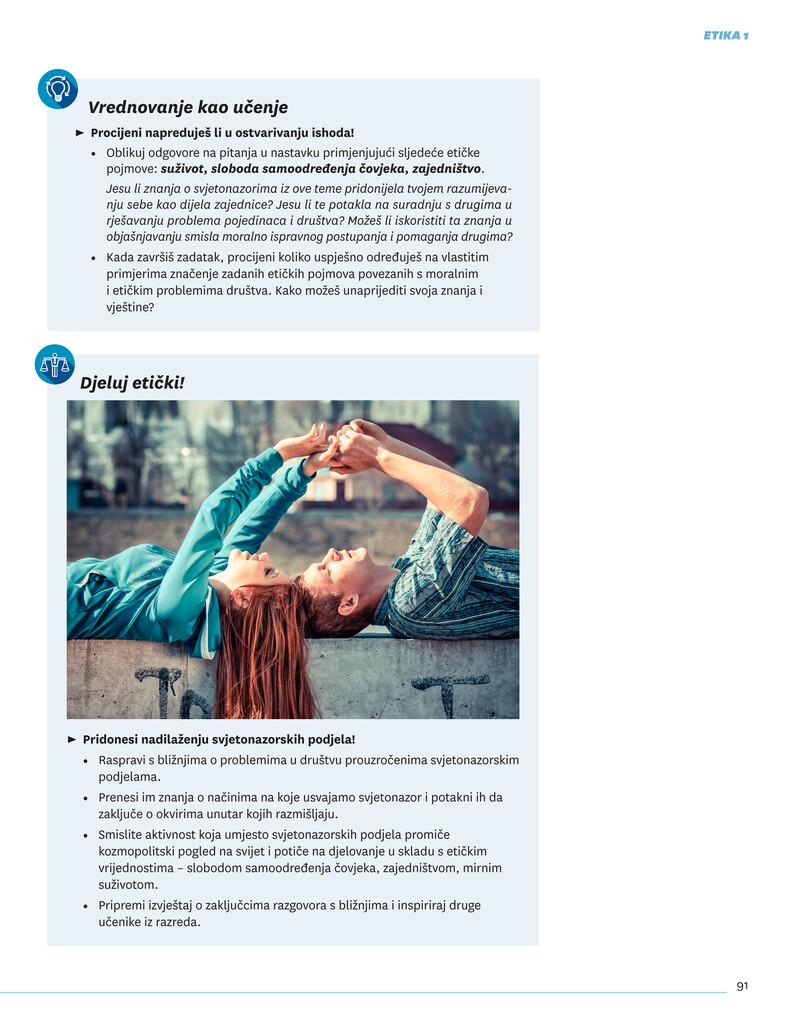 ETIKA 1
Vrednovanje kao učenje
► Procijeni napreduješ li u ostvarivanju ishoda!
• Oblikuj odgovore na pitanja u nastavku primjenjujući sljedeće etičke
pojmove: suživot, sloboda samoodređenja čovjeka, zajedništvo.
Jesu li znanja o svjetonazorima iz ove teme pridonijela tvojem razumijeva-
nju sebe kao dijela zajednice? Jesu li te potakla na suradnju s drugima u
rješavanju problema pojedinaca i društva? Možeš li iskoristiti ta znanja u
objašnjavanju smisla moralno ispravnog postupanja i pomaganja drugima?
• Kada završiš zadatak, procijeni koliko uspješno određuješ na vlastitim
primjerima značenje zadanih etičkih pojmova povezanih s moralnim
i etičkim problemima društva. Kako možeš unaprijediti svoja znanja i
vještine?
Djeluj etički!
► Pridonesi nadilaženju svjetonazorskih podjela!
• Raspravi s bližnjima o problemima u društvu prouzročenima svjetonazorskim
podjelama.
• Prenesi im znanja o načinima na koje usvajamo svjetonazor i potakni ih da
zaključe o okvirima unutar kojih razmišljaju.
• Smislite aktivnost koja umjesto svjetonazorskih podjela promiče
kozmopolitski pogled na svijet i potiče na djelovanje u skladu s etičkim
vrijednostima – slobodom samoodređenja čovjeka, zajedništvom, mirnim
suživotom.
• Pripremi izvještaj o zaključcima razgovora s bližnjima i inspiriraj druge
učenike iz razreda.
91